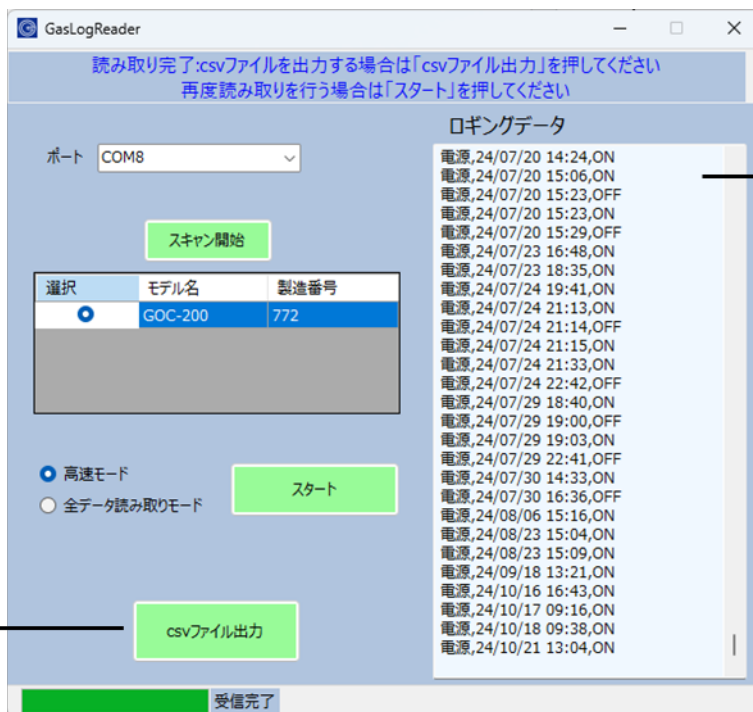 GasLogReader
読み取り完了:csvファイルを出力する場合は「csvファイル出力」を押してください
再度読み取りを行う場合は「スタート」を押してください
ポート
COM8
スキャン開始
選択 モデル名 製造番号
GOC-200 772
高速モード
全データ読み取りモード
スタート
csvファイル出力
ロギングデータ
電源,24/07/20 14:24,ON
電源,24/07/20 15:06,ON
電源,24/07/20 15:23,OFF
電源,24/07/20 15:23,ON
電源,24/07/20 15:29,OFF
電源,24/07/23 16:48,ON
電源,24/07/23 18:35,ON
電源,24/07/24 19:41,ON
電源,24/07/24 21:13,ON
電源,24/07/24 21:14,OFF
電源,24/07/24 21:15,ON
電源,24/07/24 21:33,ON
電源,24/07/24 22:42,OFF
電源,24/07/29 18:40,ON
電源,24/07/29 19:00,OFF
電源,24/07/29 19:03,ON
電源,24/07/29 22:41,OFF
電源,24/07/30 14:33,ON
電源,24/07/30 16:36,OFF
電源,24/08/06 15:16,ON
電源,24/08/23 15:04,ON
電源,24/08/23 15:09,ON
電源,24/09/18 13:21,ON
電源,24/10/16 16:43,ON
電源,24/10/17 09:16,ON
電源,24/10/18 09:38,ON
電源,24/10/21 13:04,ON
受信完了